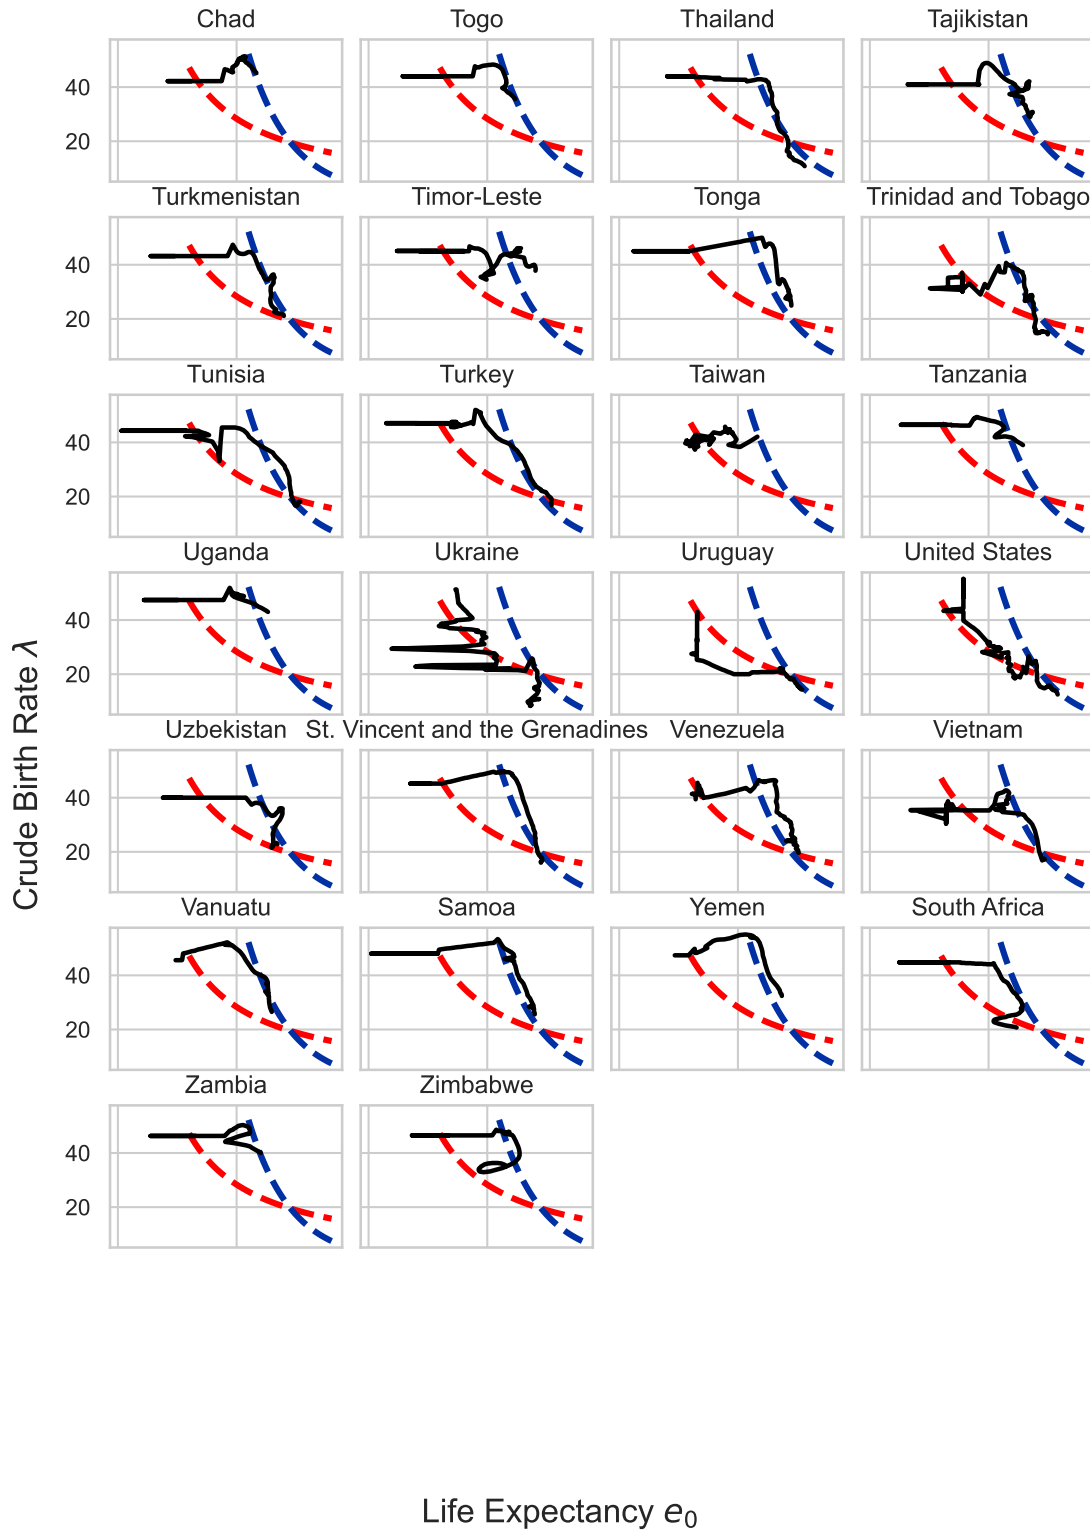 Chad Togo Thailand Tajikistan
40
20
Turkmenistan Timor-Leste Tonga Trinidad and Tobago
40
20
Tunisia Turkey Taiwan Tanzania
40
20
Uganda Ukraine Uruguay United States
40
20
Uzbekistan St. Vincent and the Grenadines Venezuela Vietnam
40
20
Vanuatu Samoa Yemen South Africa
40
20
Zambia Zimbabwe
40
20
Crude Birth Rate λ
Life Expectancy e₀